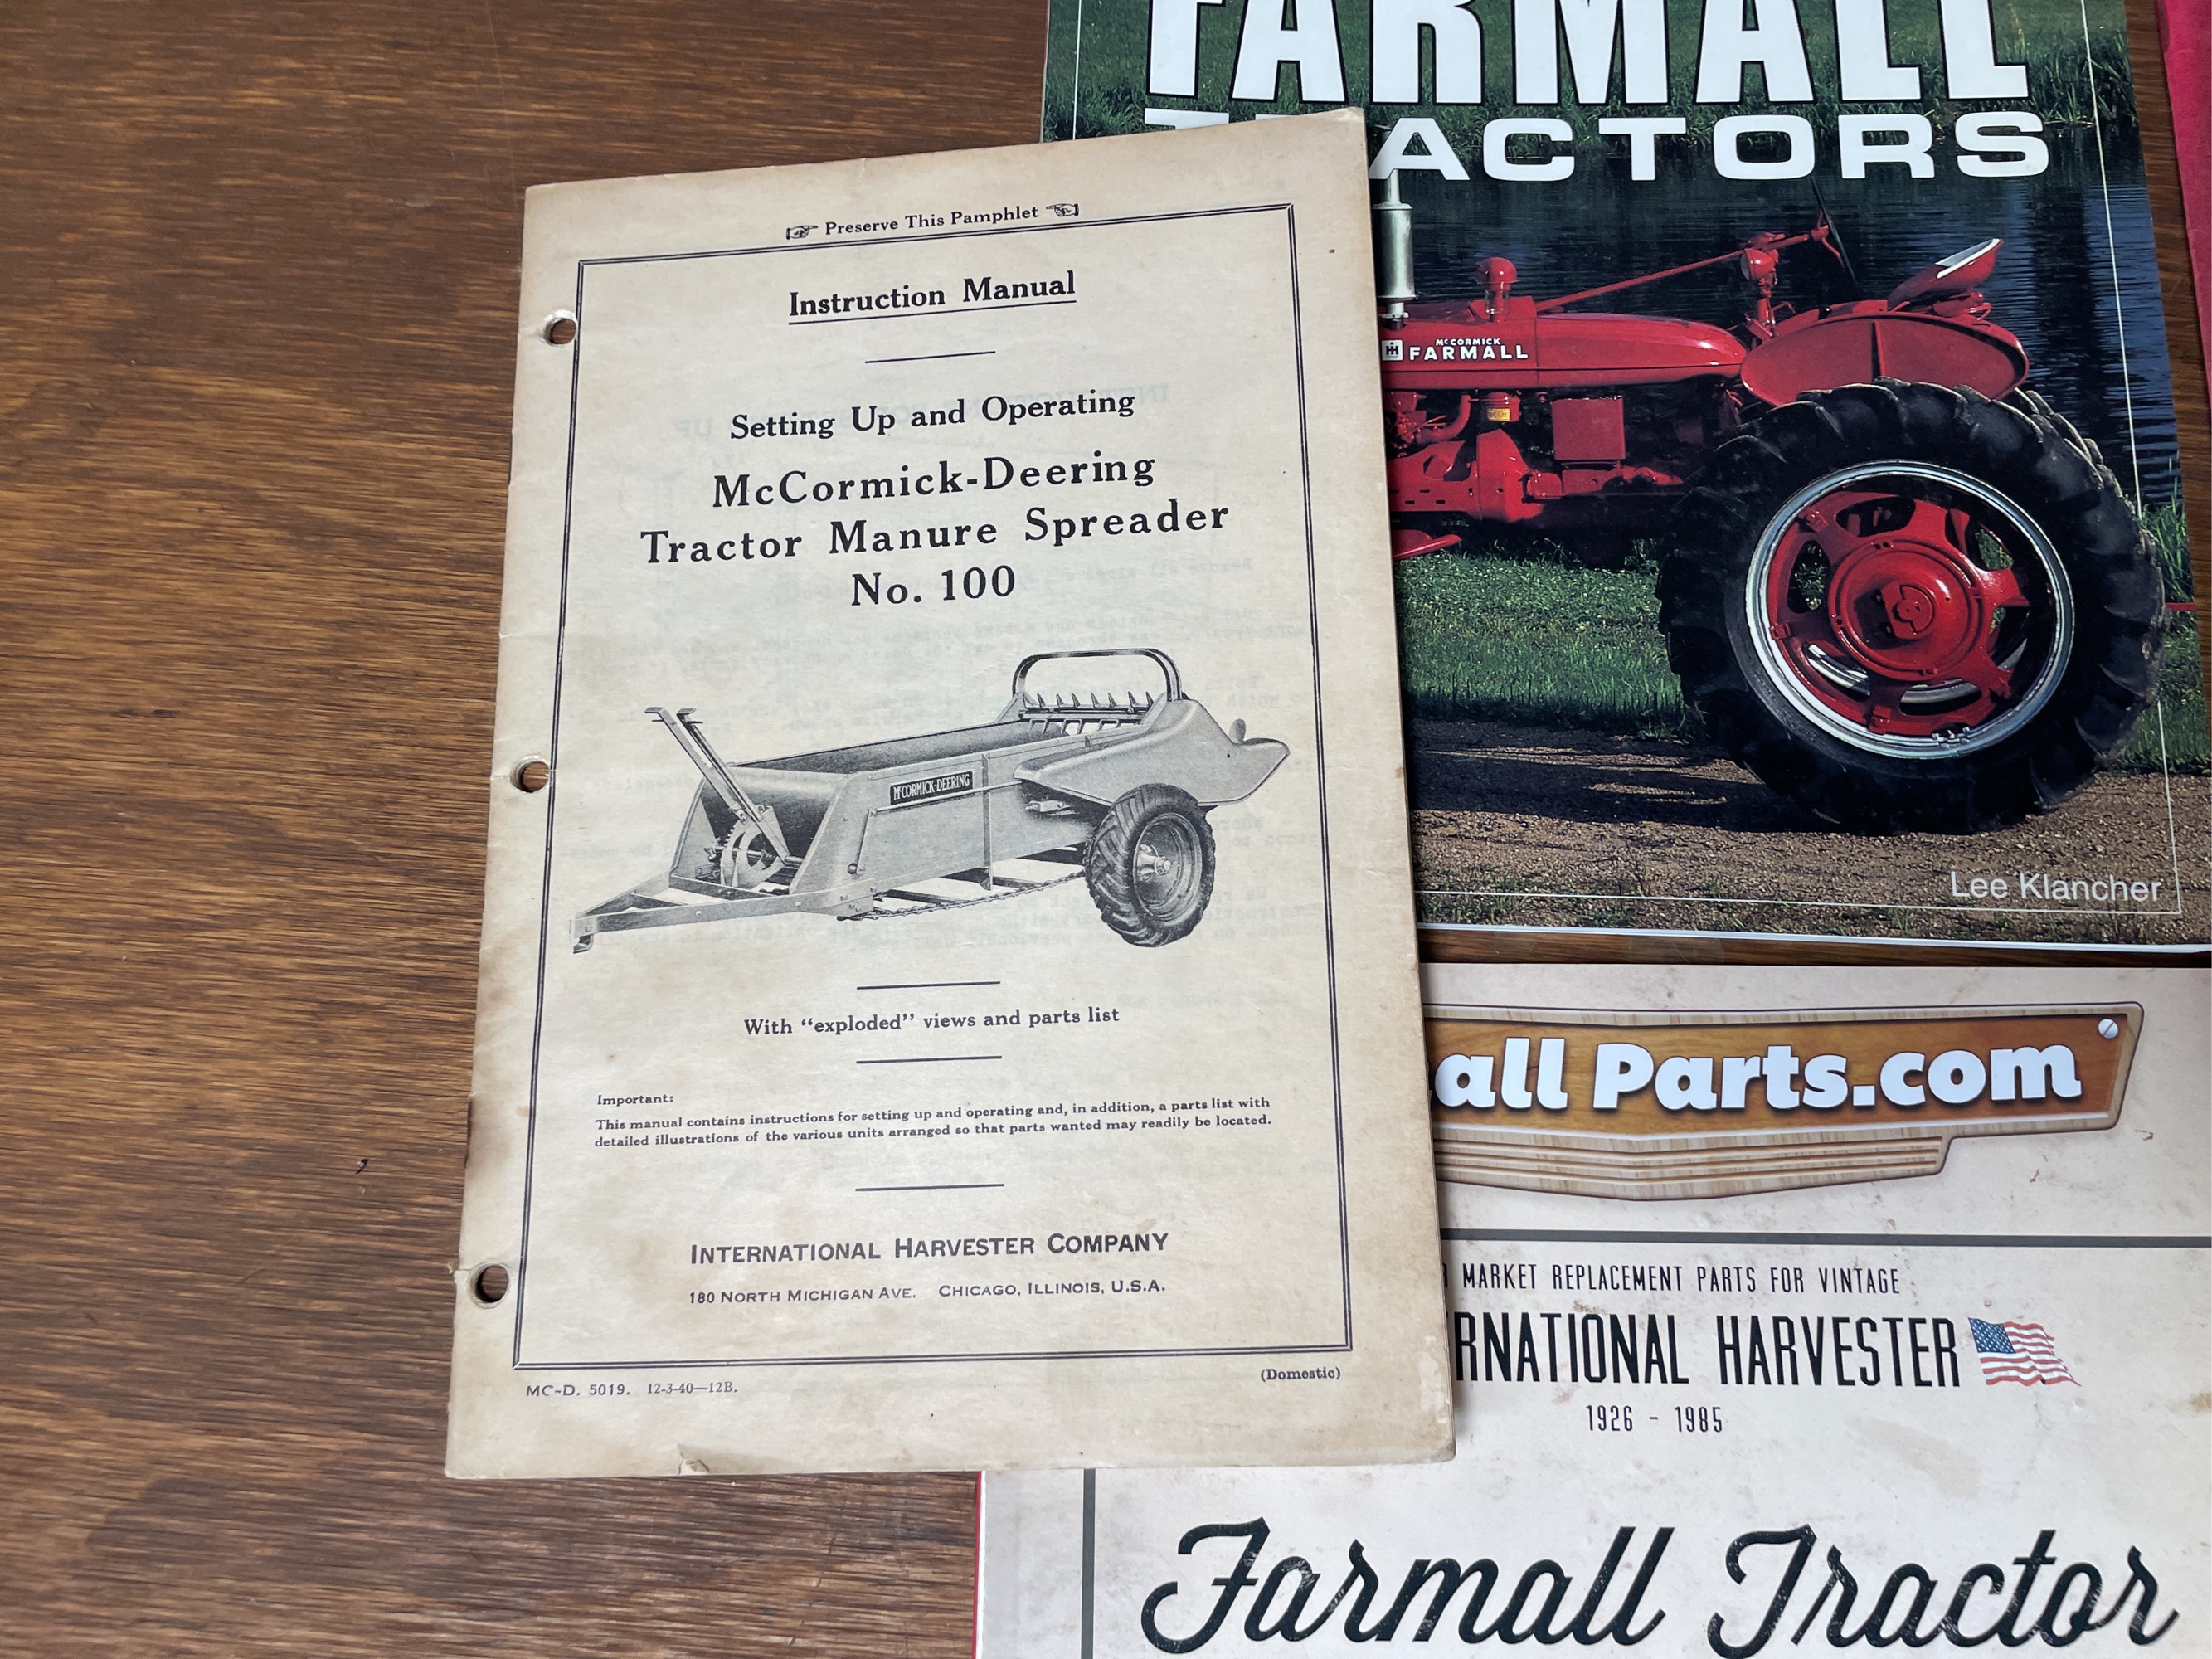 Preserve This Pamphlet
Instruction Manual
Setting Up and Operating
McCormick-Deering
Tractor Manure Spreader
No. 100
McCORMICK-DEERING
With "exploded" views and parts list
Important:
This manual contains instructions for setting up and operating and, in addition, a parts list with
detailed illustrations of the various units arranged so that parts wanted may readily be located.
INTERNATIONAL HARVESTER COMPANY
180 NORTH MICHIGAN AVE. CHICAGO, ILLINOIS, U.S.A.
MC-D. 5019. 12-3-40—12B.
(Domestic)
FARMALL
TRACTORS
McCORMICK
IH FARMALL
Lee Klancher
all Parts.com
MARKET REPLACEMENT PARTS FOR VINTAGE
RNATIONAL HARVESTER
1926 - 1985
Farmall Tractor